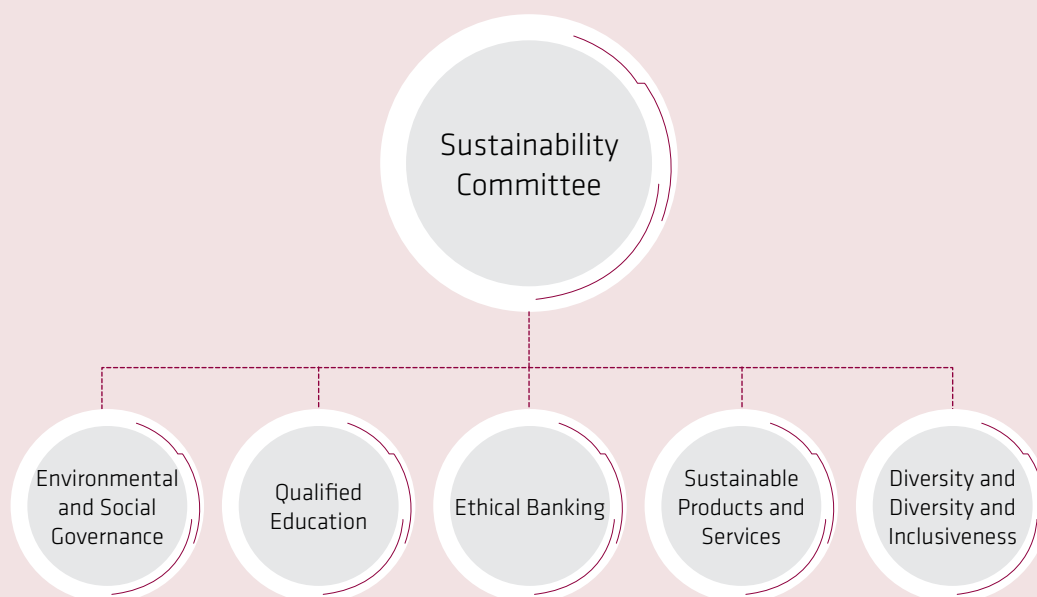 Sustainability
Committee
Environmental
and Social
Governance
Qualified
Education
Ethical Banking
Sustainable
Products and
Services
Diversity and
Diversity and
Inclusiveness